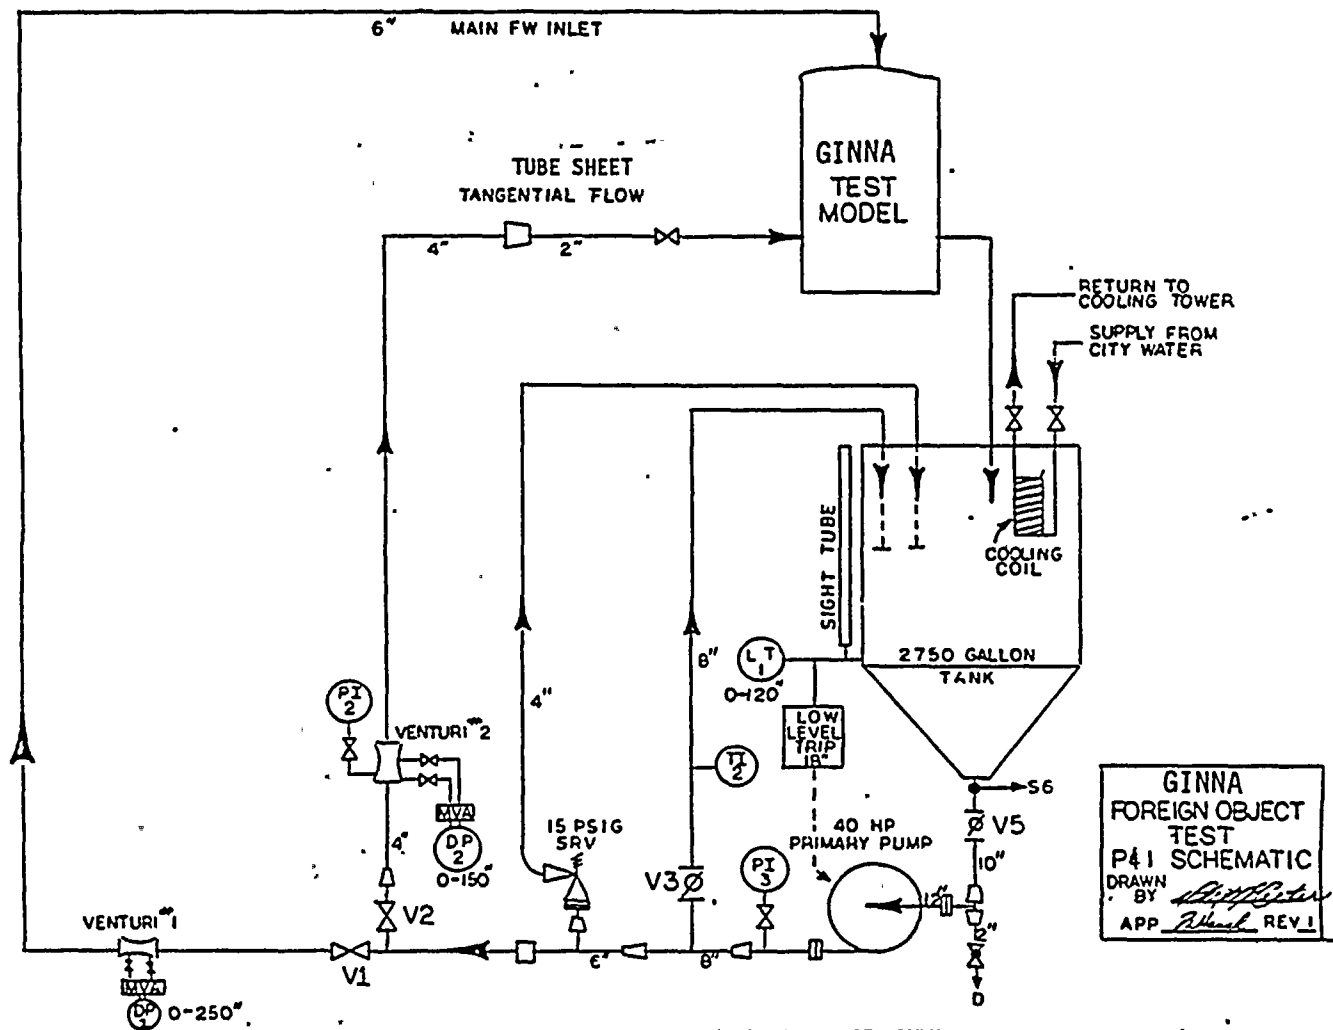 6" MAIN FW INLET
GINNA
TEST
MODEL
TUBE SHEET
TANGENTIAL FLOW
4" 2"
RETURN TO
COOLING TOWER
SUPPLY FROM
CITY WATER
SIGHT TUBE
COOLING
COIL
2750 GALLON
TANK
LT
1
0-120"
8"
4"
LOW
LEVEL
TRIP
18"
PI
2
VENTURI #2
TI
2
S6
V5
10"
MVA
DP
2
0-150"
4"
15 PSIG
SRV
40 HP
PRIMARY PUMP
V3
PI
3
12"
2"
D
V2
VENTURI #1
V1
6"
8"
MVA
DP
1
0-250"
GINNA
FOREIGN OBJECT
TEST
P&I SCHEMATIC
DRAWN
BY
APP REV 1